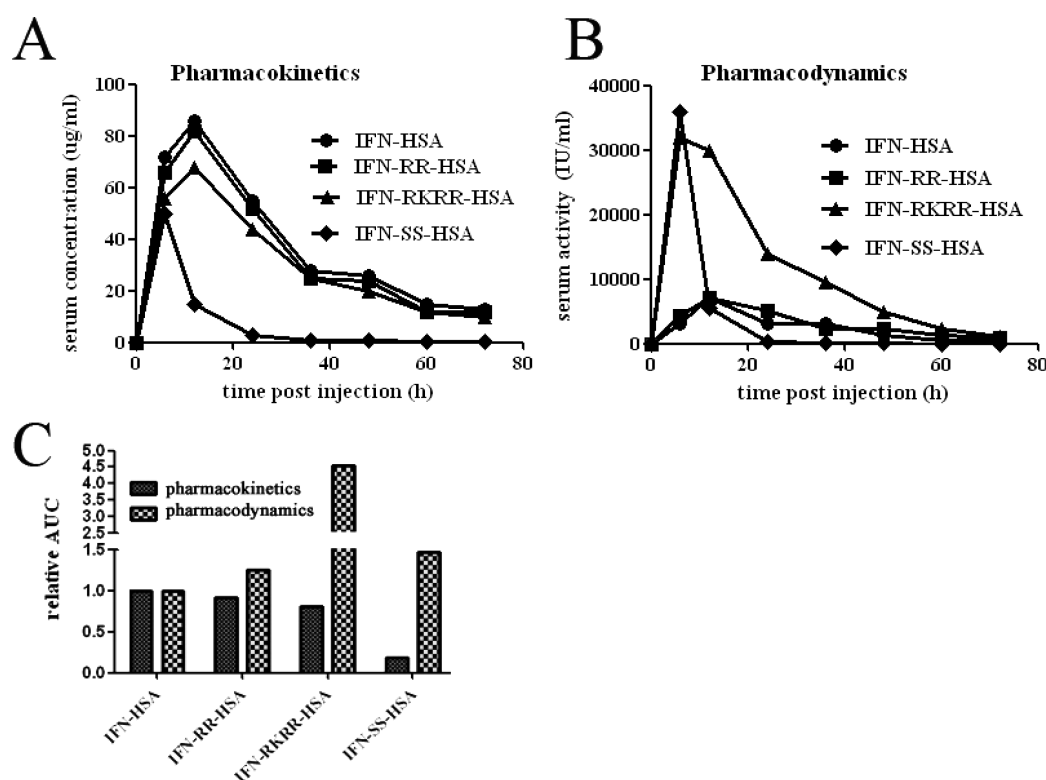 A
Pharmacokinetics
serum concentration (ug/ml)
100
80
60
40
20
0
0 20 40 60 80
time post injection (h)
IFN-HSA
IFN-RR-HSA
IFN-RKRR-HSA
IFN-SS-HSA
B
Pharmacodynamics
serum activity (IU/ml)
40000
30000
20000
10000
0
0 20 40 60 80
time post injection (h)
IFN-HSA
IFN-RR-HSA
IFN-RKRR-HSA
IFN-SS-HSA
C
relative AUC
5.0
4.5
4.0
3.5
3.0
2.5
1.5
1.0
0.5
0.0
pharmacokinetics
pharmacodynamics
IFN-HSA
IFN-RR-HSA
IFN-RKRR-HSA
IFN-SS-HSA